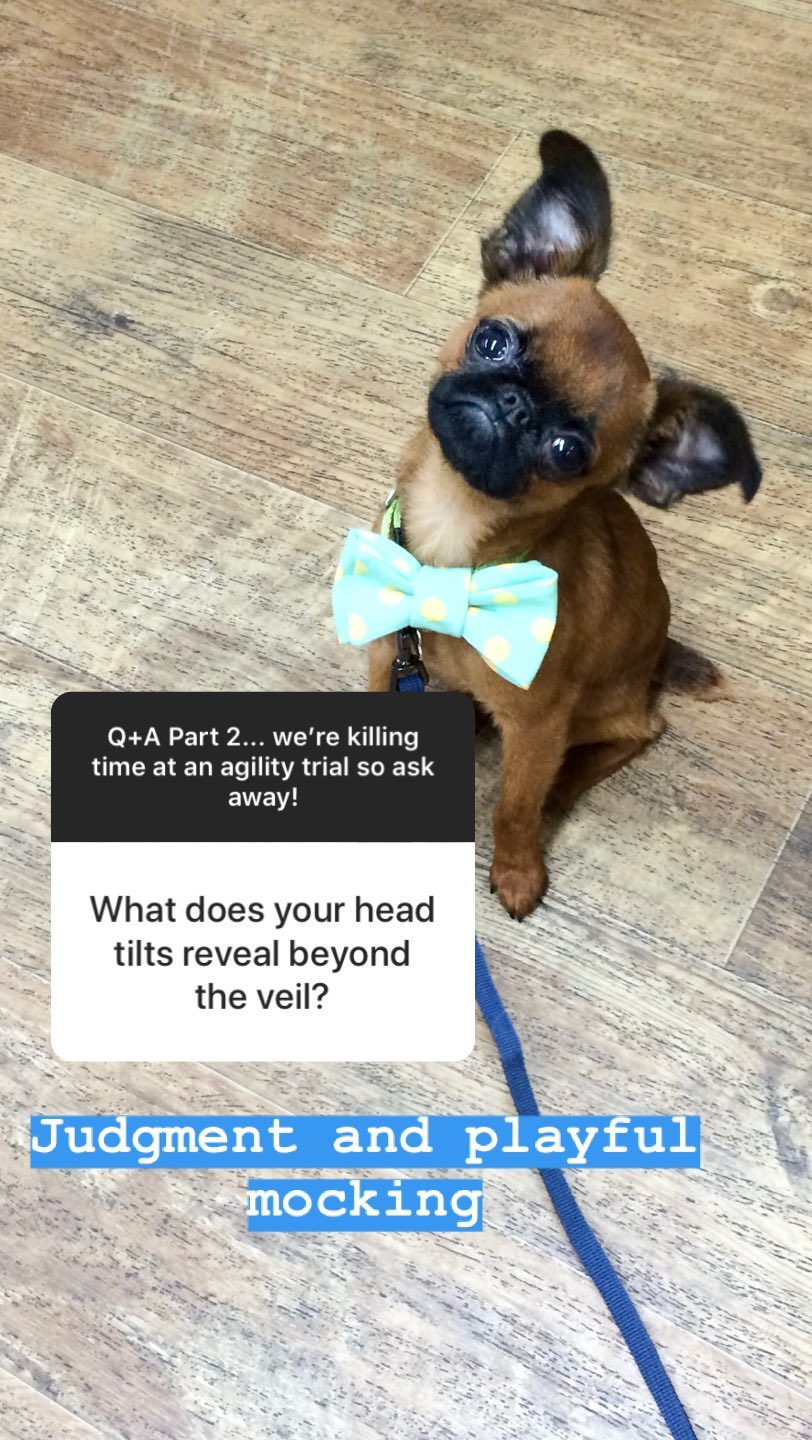 Q+A Part 2... we’re killing
time at an agility trial so ask
away!
What does your head
tilts reveal beyond
the veil?
Judgment and playful
mocking